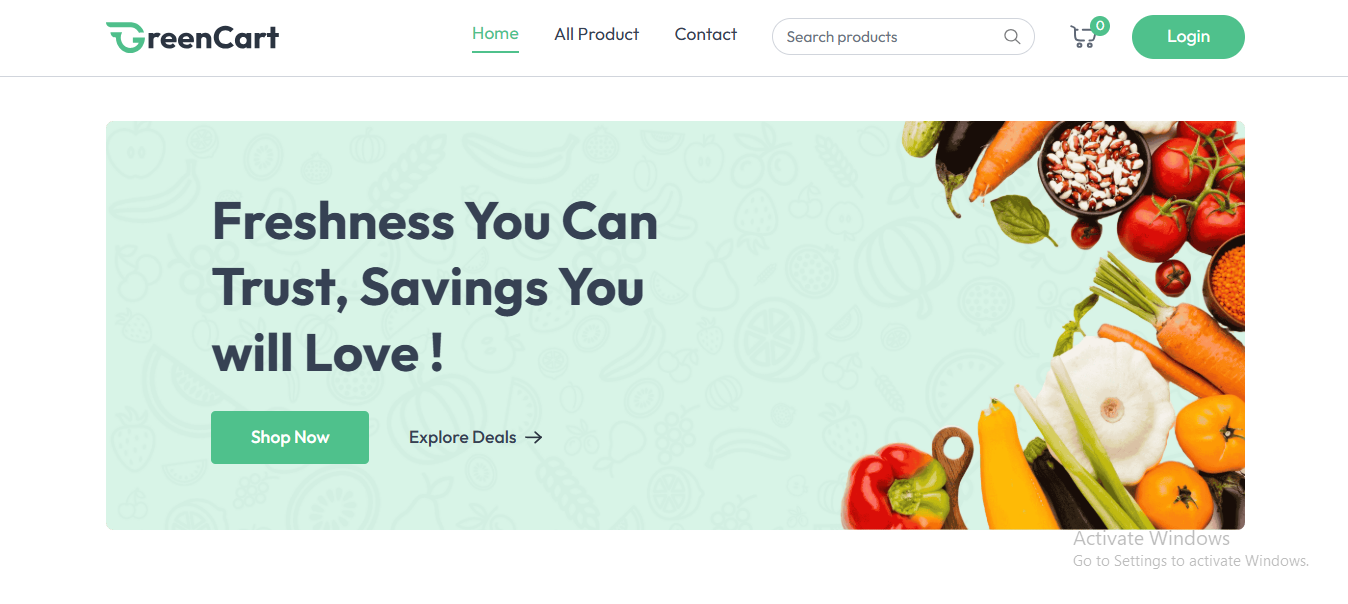 GreenCart
Home
All Product
Contact
Search products
0
Login
Freshness You Can
Trust, Savings You
will Love !
Shop Now
Explore Deals
Activate Windows
Go to Settings to activate Windows.